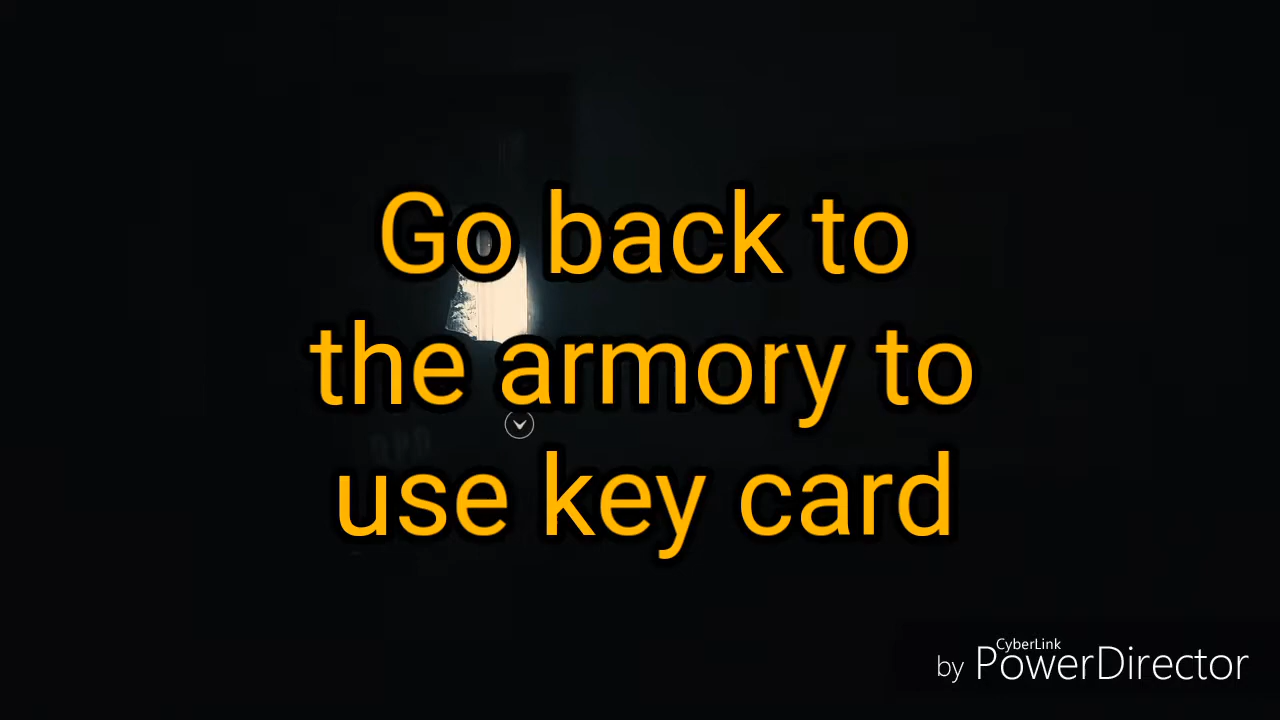 Go back to
the armory to
use key card
CyberLink
by PowerDirector